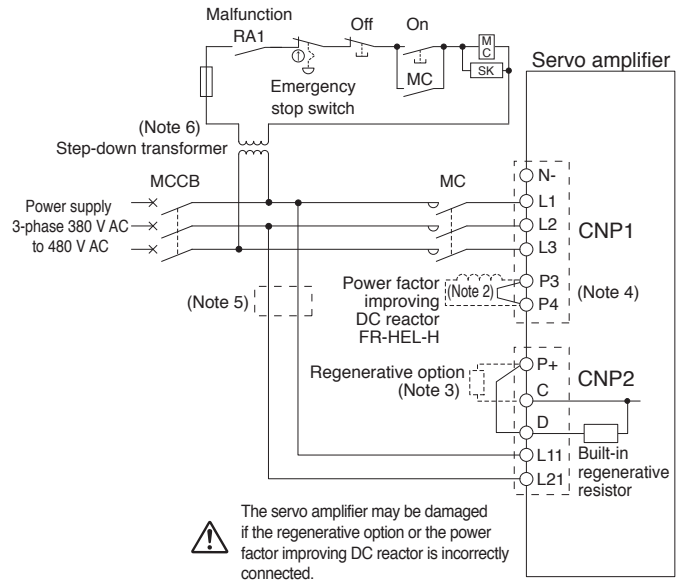 Malfunction
RA1
Off
On
MC
MC
SK
Emergency
stop switch
Servo amplifier
(Note 6)
Step-down transformer
MCCB
MC
Power supply
3-phase 380 V AC
to 480 V AC
N-
L1
L2
L3
CNP1
(Note 5)
Power factor
improving
DC reactor
FR-HEL-H
(Note 2)
P3
P4
(Note 4)
Regenerative option
(Note 3)
P+
C
D
CNP2
L11
L21
Built-in
regenerative
resistor
The servo amplifier may be damaged
if the regenerative option or the power
factor improving DC reactor is incorrectly
connected.